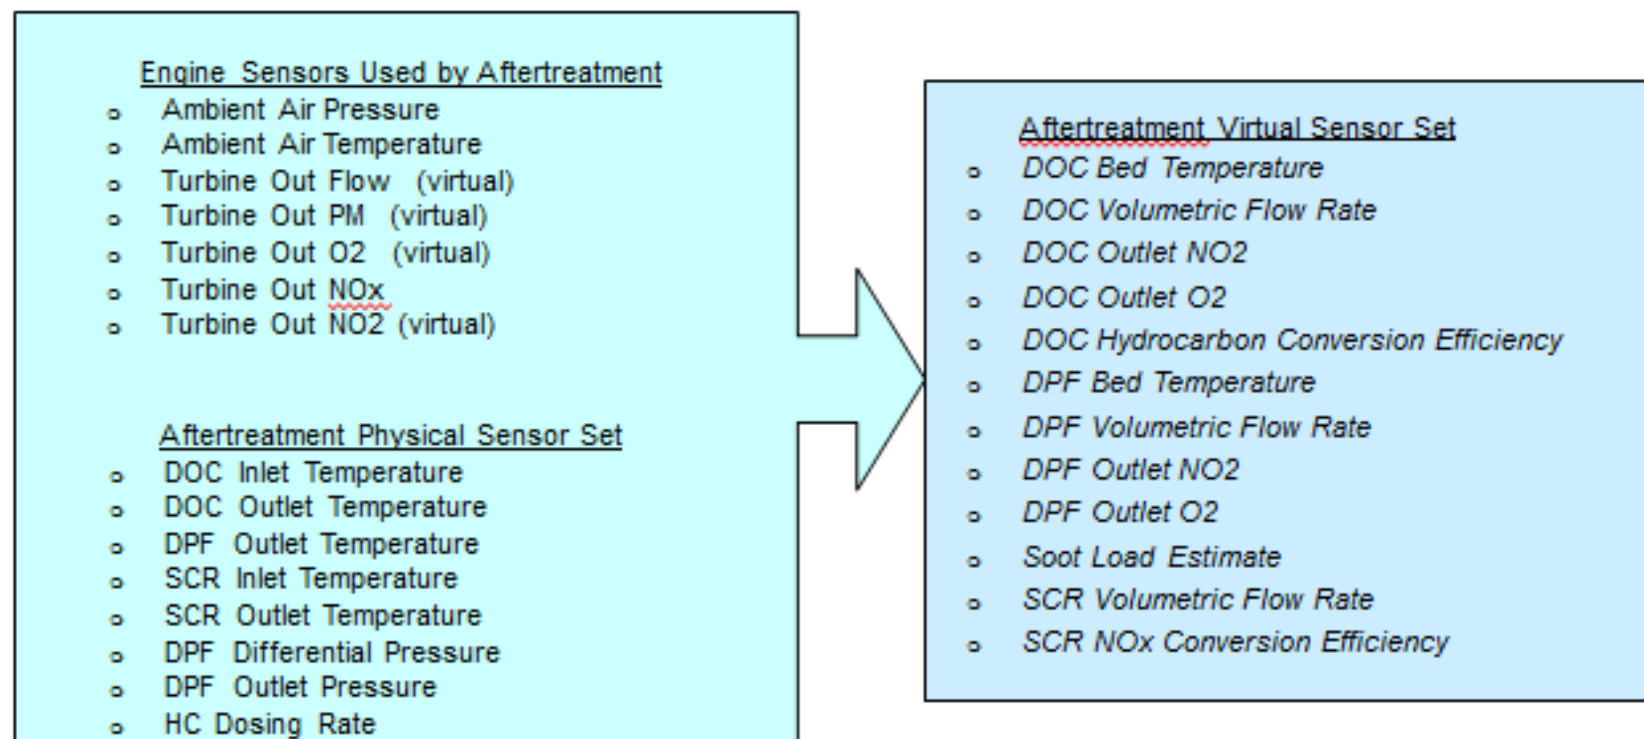 Engine Sensors Used by Aftertreatment
Ambient Air Pressure
Ambient Air Temperature
Turbine Out Flow (virtual)
Turbine Out PM (virtual)
Turbine Out O2 (virtual)
Turbine Out NOx
Turbine Out NO2 (virtual)
Aftertreatment Physical Sensor Set
DOC Inlet Temperature
DOC Outlet Temperature
DPF Outlet Temperature
SCR Inlet Temperature
SCR Outlet Temperature
DPF Differential Pressure
DPF Outlet Pressure
HC Dosing Rate
Aftertreatment Virtual Sensor Set
DOC Bed Temperature
DOC Volumetric Flow Rate
DOC Outlet NO2
DOC Outlet O2
DOC Hydrocarbon Conversion Efficiency
DPF Bed Temperature
DPF Volumetric Flow Rate
DPF Outlet NO2
DPF Outlet O2
Soot Load Estimate
SCR Volumetric Flow Rate
SCR NOx Conversion Efficiency